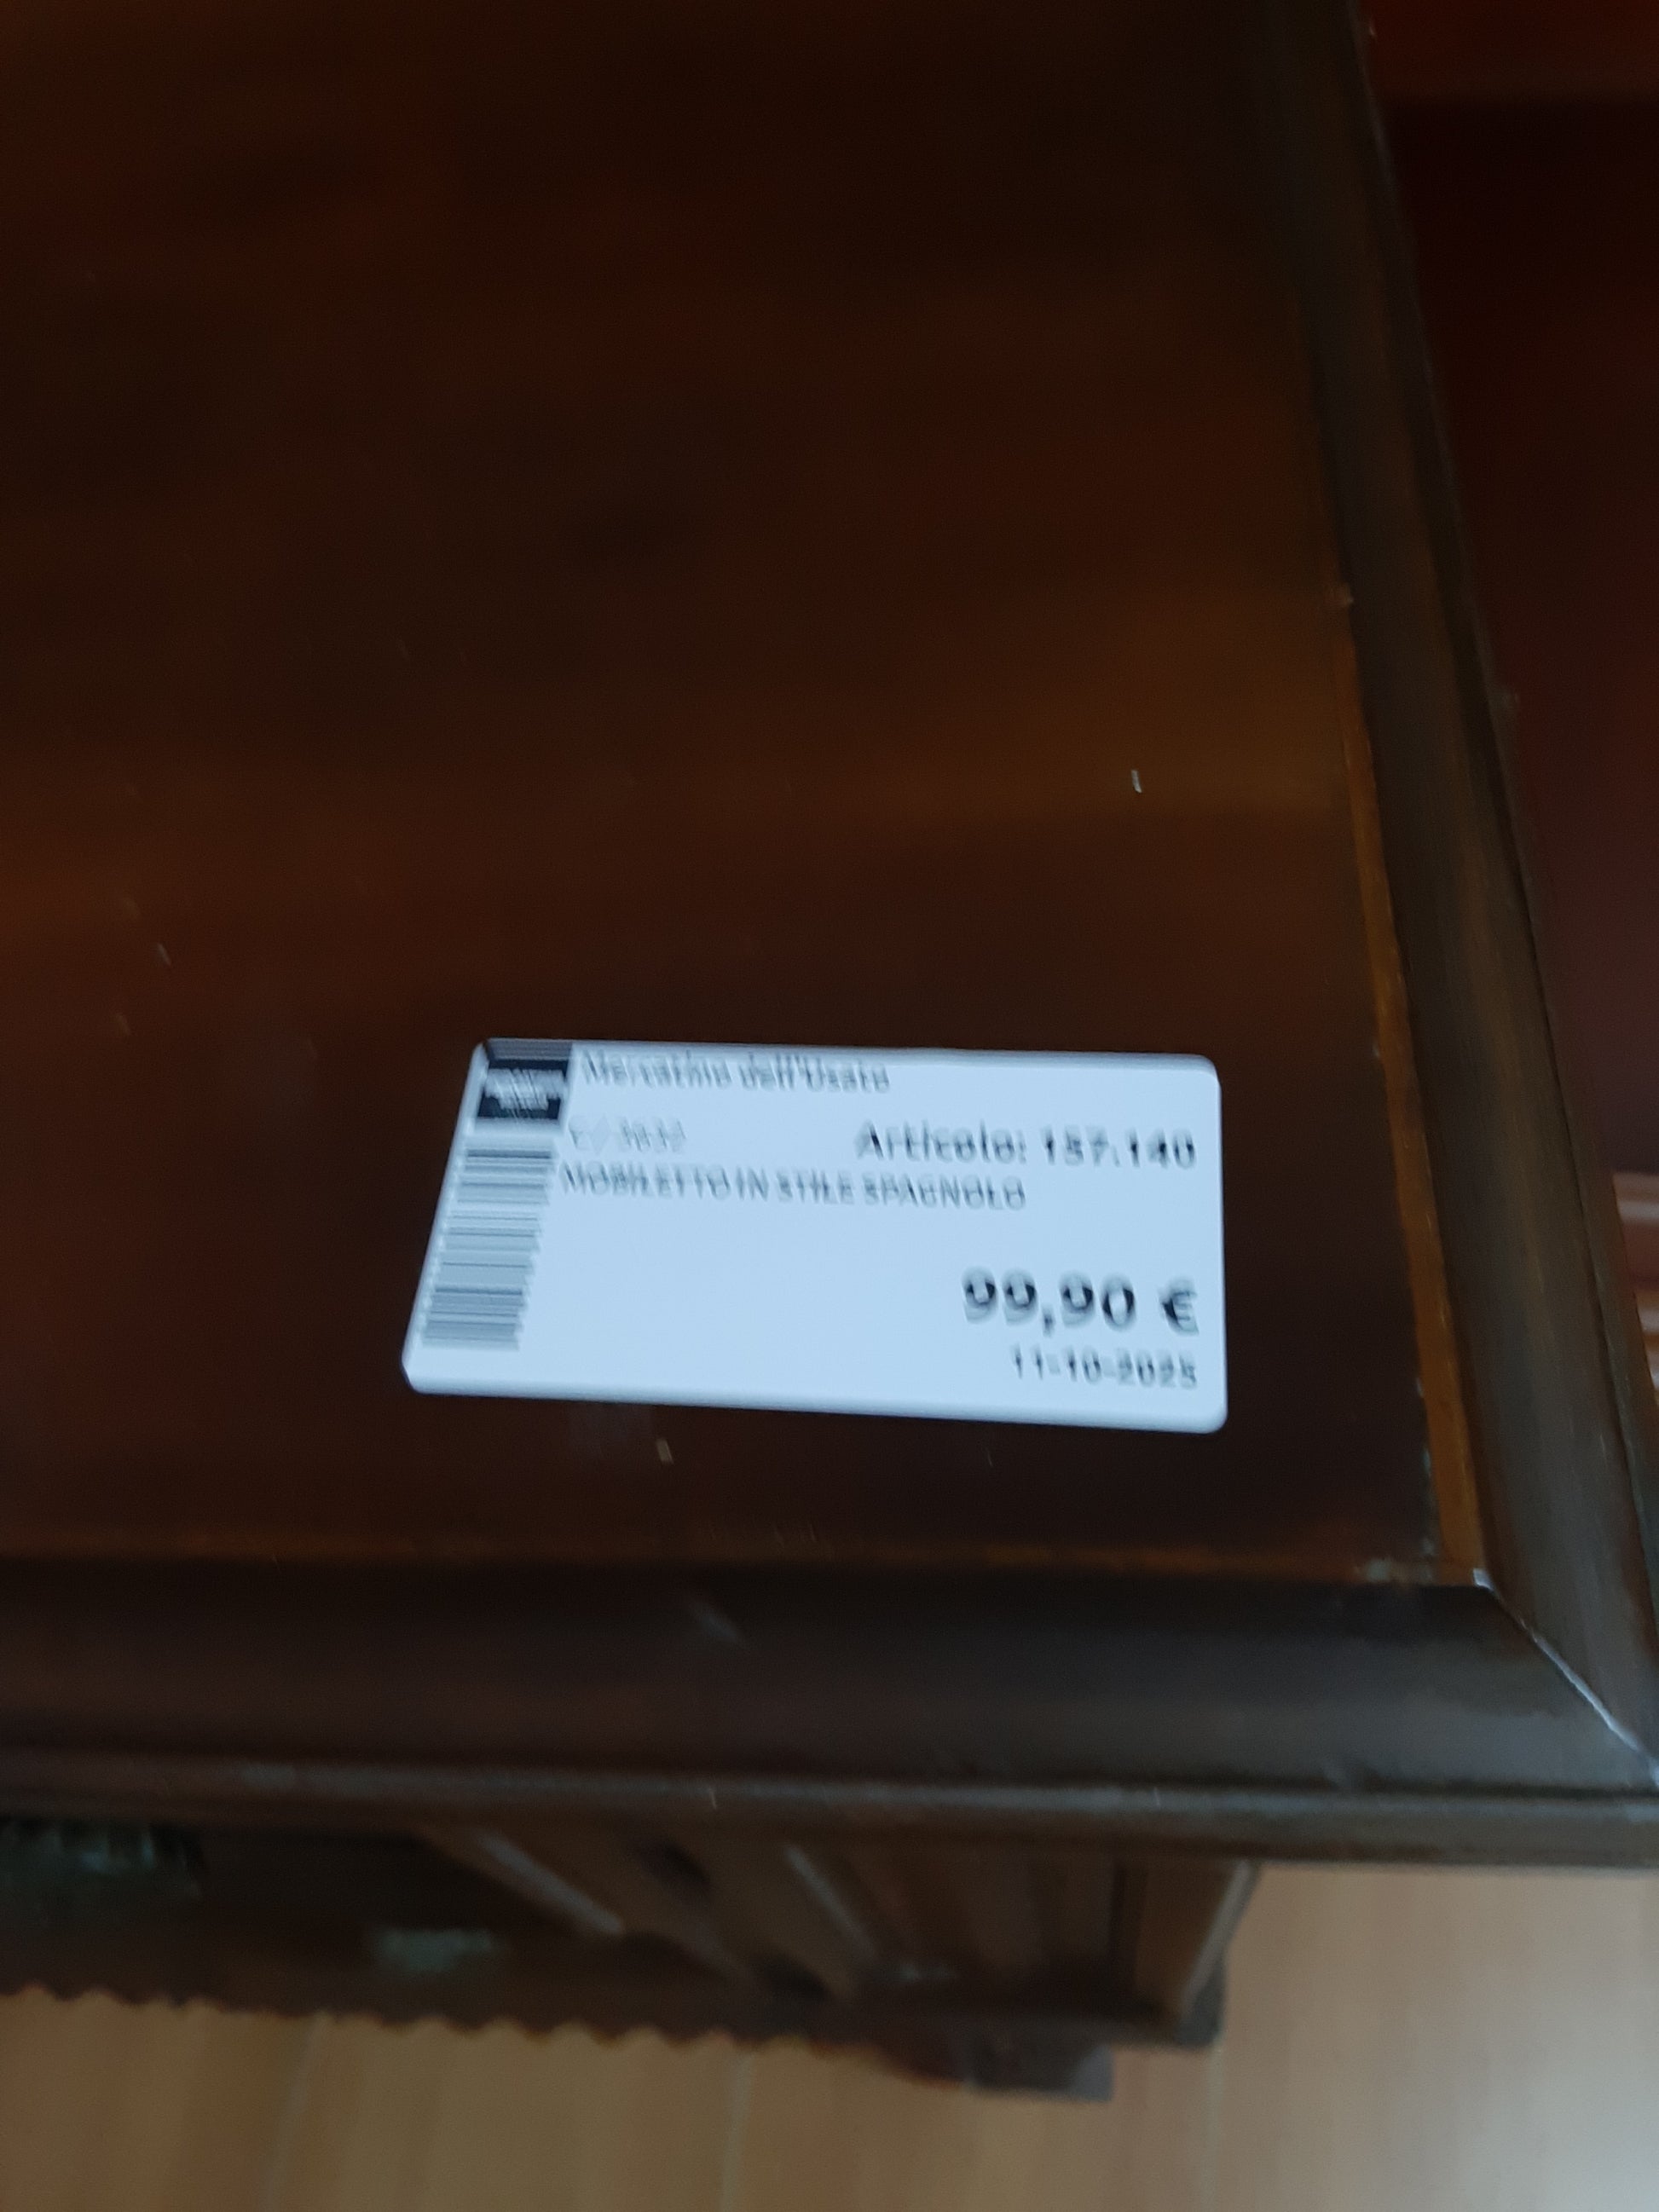 Mercatino dell'Usato
Articolo: 157.140
MOBILETTO IN STILE SPAGNOLO
99,90 €
11-10-2025